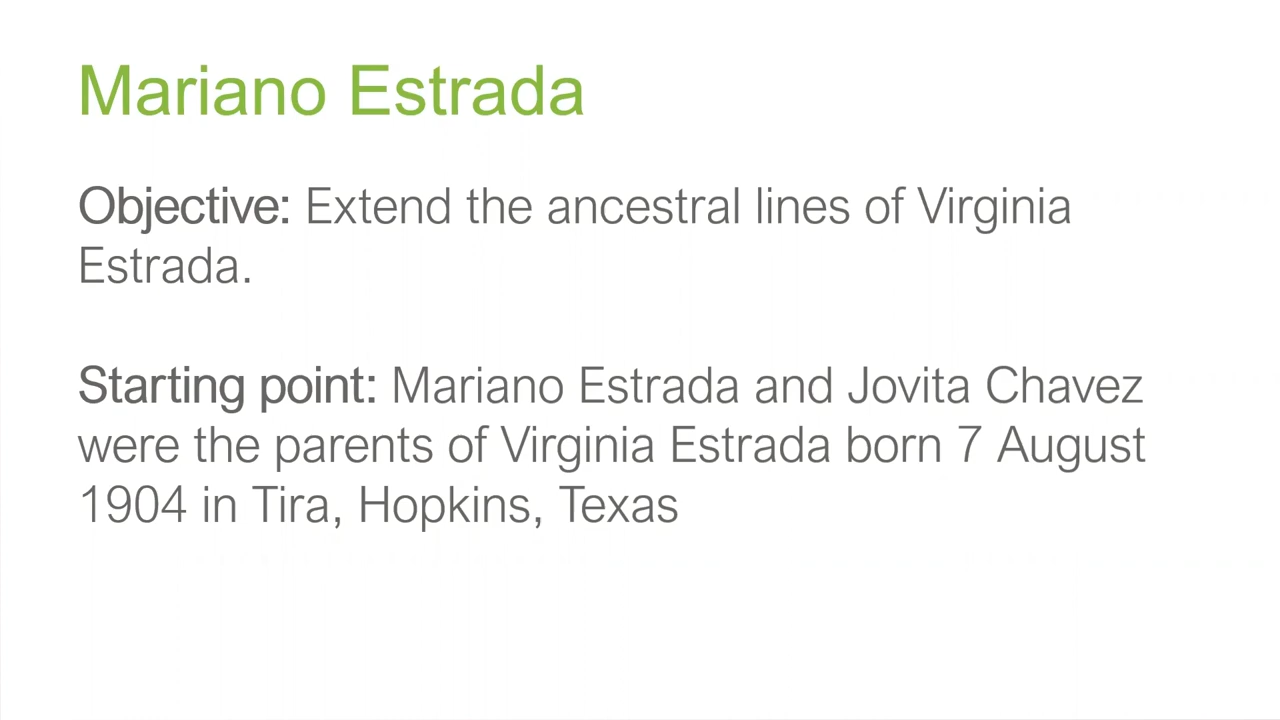 Mariano Estrada
Objective: Extend the ancestral lines of Virginia
Estrada.
Starting point: Mariano Estrada and Jovita Chavez
were the parents of Virginia Estrada born 7 August
1904 in Tira, Hopkins, Texas